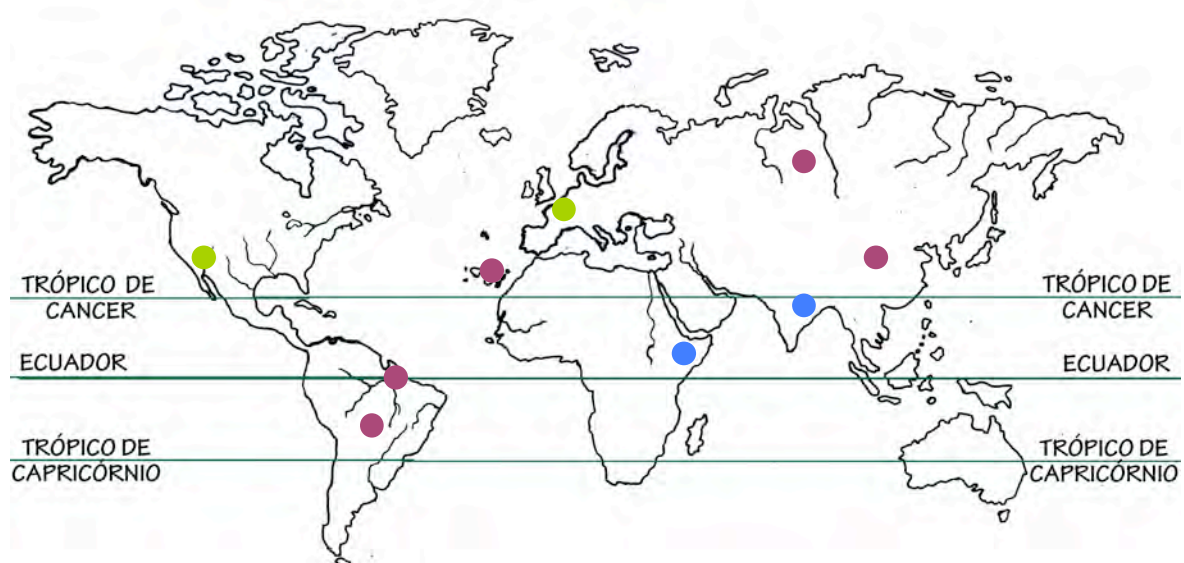 TRÓPICO DE
CANCER
TRÓPICO DE
CANCER
ECUADOR
ECUADOR
TRÓPICO DE
CAPRICÓRNIO
TRÓPICO DE
CAPRICÓRNIO